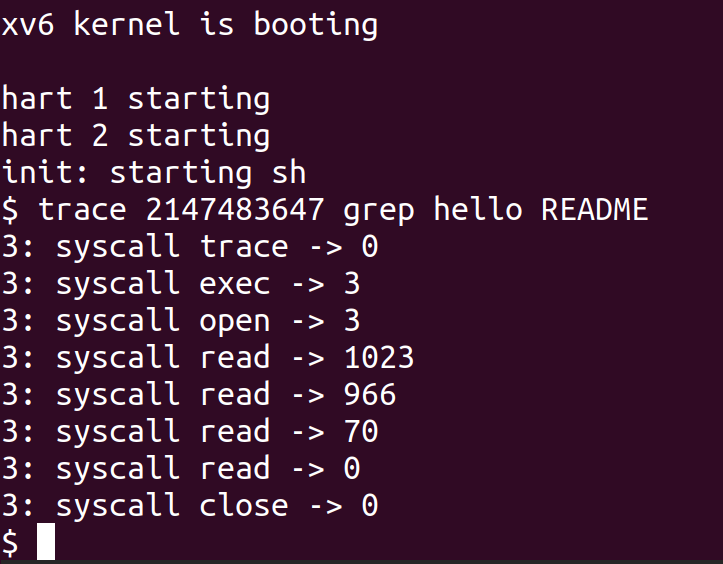 xv6 kernel is booting
hart 1 starting
hart 2 starting
init: starting sh
$ trace 2147483647 grep hello README
3: syscall trace -> 0
3: syscall exec -> 3
3: syscall open -> 3
3: syscall read -> 1023
3: syscall read -> 966
3: syscall read -> 70
3: syscall read -> 0
3: syscall close -> 0
$